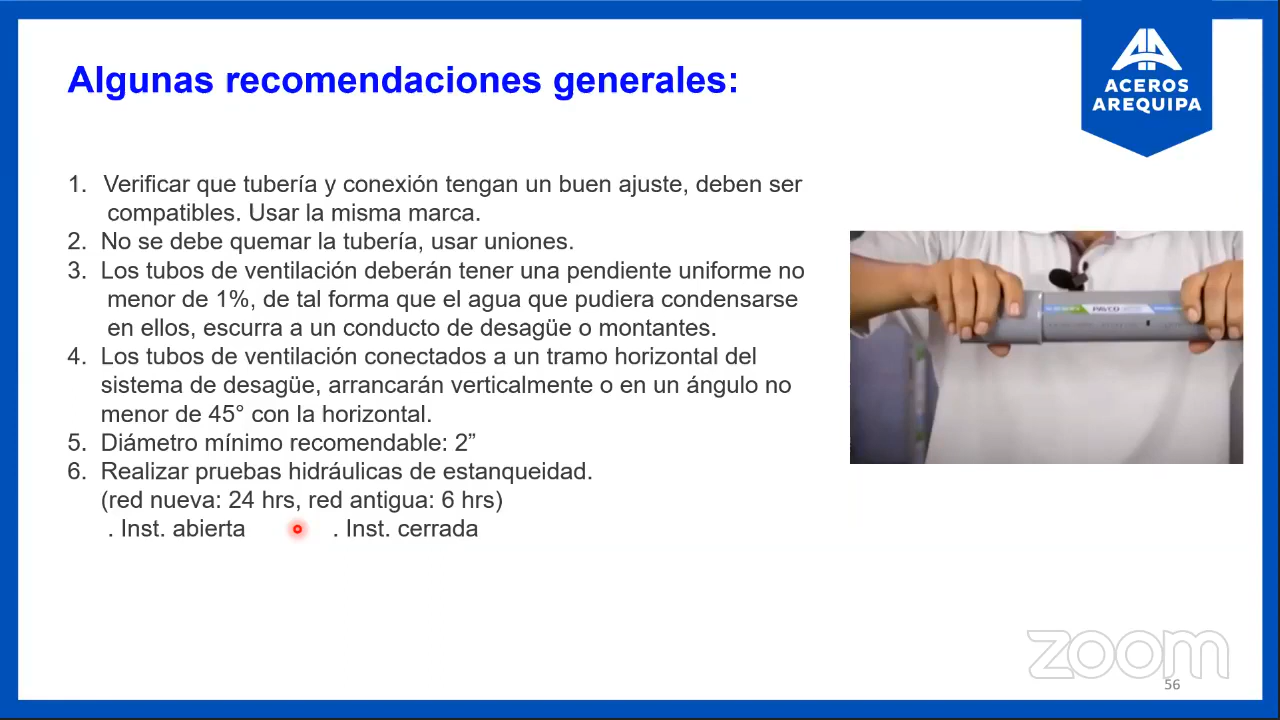 Algunas recomendaciones generales:
ACEROS
AREQUIPA
1. Verificar que tubería y conexión tengan un buen ajuste, deben ser
compatibles. Usar la misma marca.
2. No se debe quemar la tubería, usar uniones.
3. Los tubos de ventilación deberán tener una pendiente uniforme no
menor de 1%, de tal forma que el agua que pudiera condensarse
en ellos, escurra a un conducto de desagüe o montantes.
4. Los tubos de ventilación conectados a un tramo horizontal del
sistema de desagüe, arrancarán verticalmente o en un ángulo no
menor de 45° con la horizontal.
5. Diámetro mínimo recomendable: 2”
6. Realizar pruebas hidráulicas de estanqueidad.
(red nueva: 24 hrs, red antigua: 6 hrs)
. Inst. abierta . Inst. cerrada
PAVCO
zoom
56